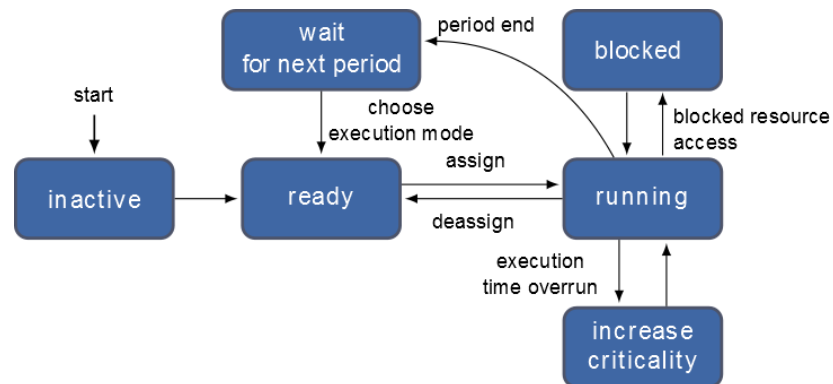 wait
for next period
period end
blocked
start
choose
execution mode
blocked resource
access
assign
inactive
ready
running
deassign
execution
time overrun
increase
criticality